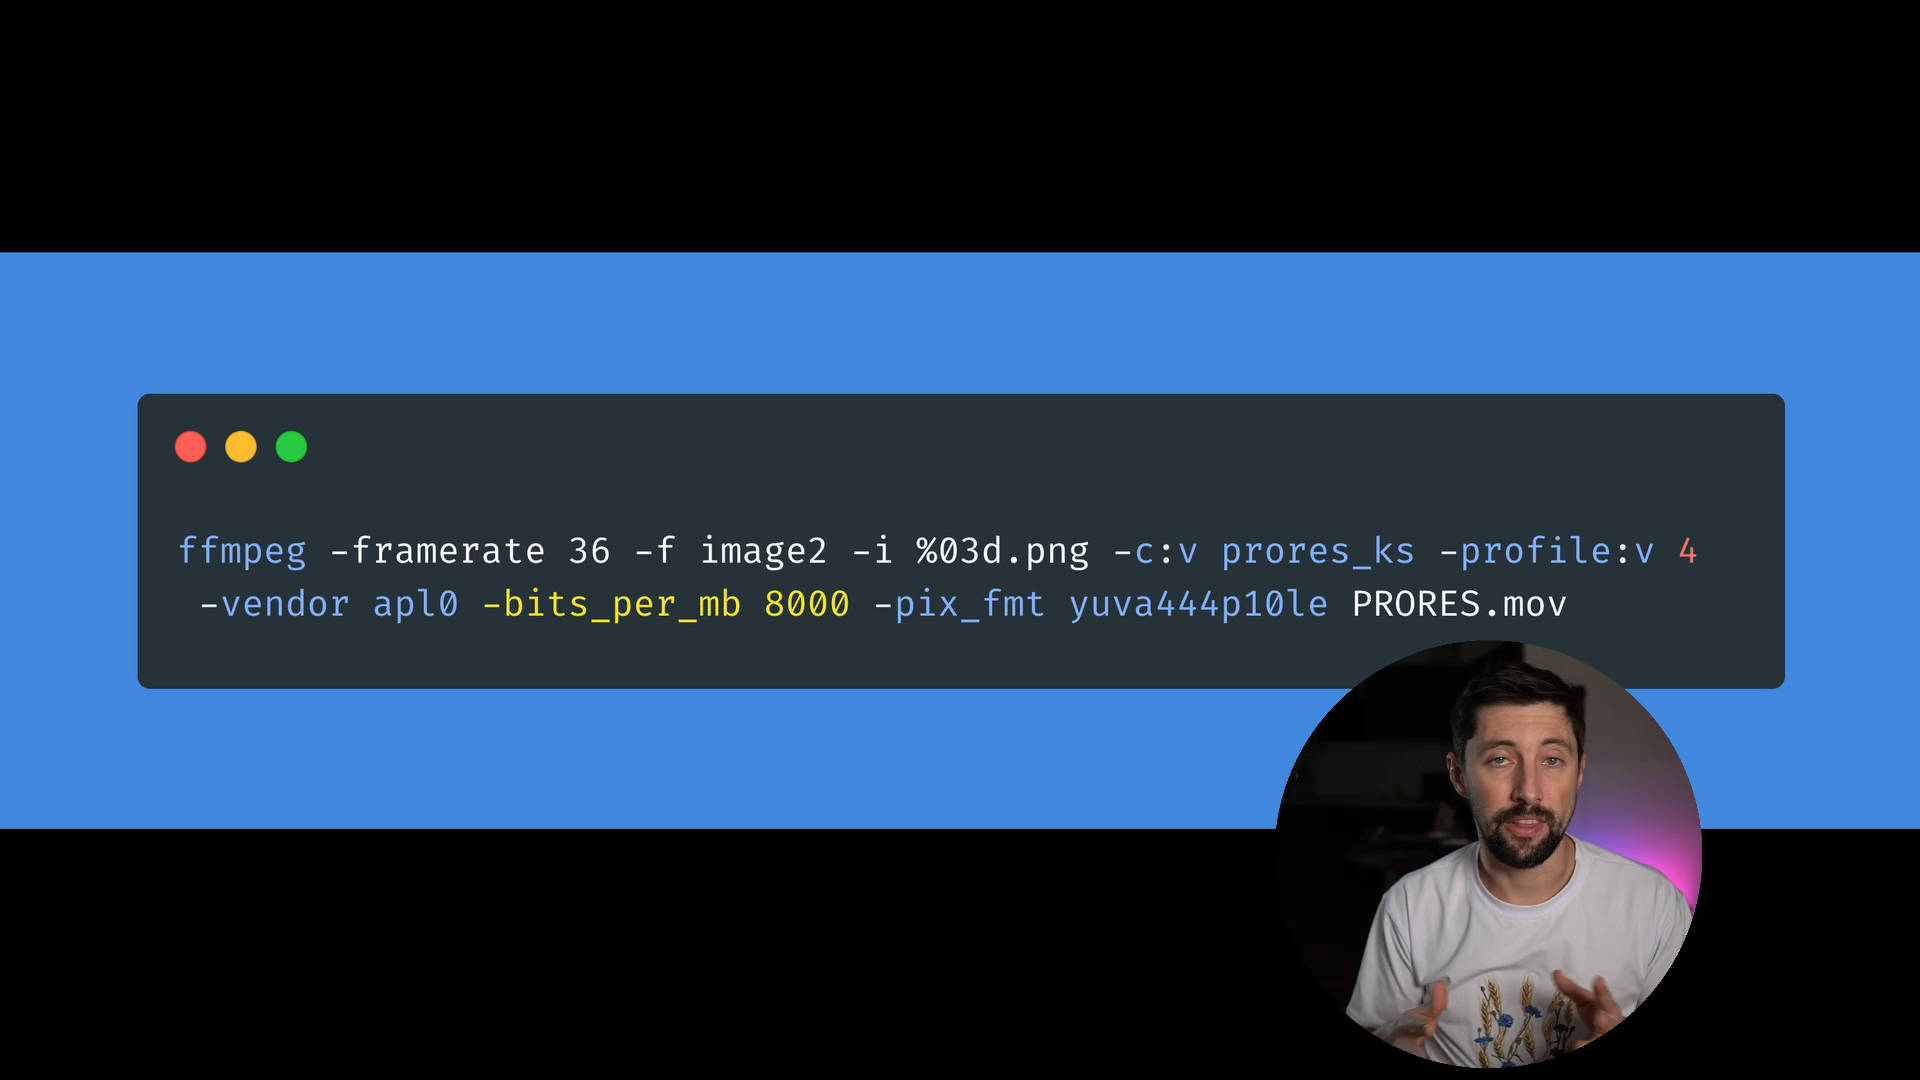 ffmpeg -framerate 36 -f image2 -i %03d.png -c:v prores_ks -profile:v 4
-vendor apl0 -bits_per_mb 8000 -pix_fmt yuva444p10le PRORES.mov